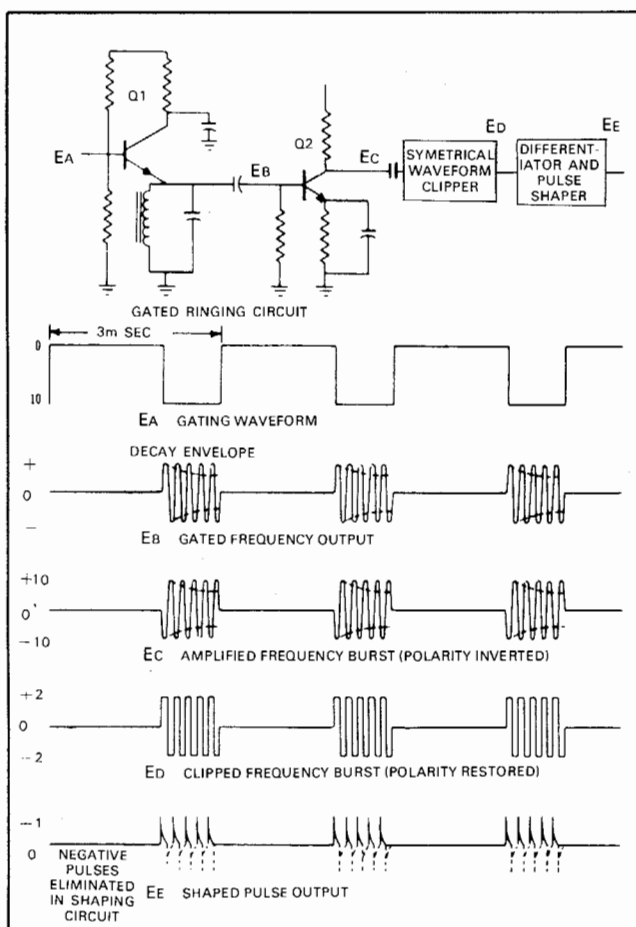 Q1
Q2
EA
EB
EC
SYMETRICAL
WAVEFORM
CLIPPER
ED
DIFFERENT-
IATOR AND
PULSE
SHAPER
EE
GATED RINGING CIRCUIT
3m SEC
0
10
EA GATING WAVEFORM
DECAY ENVELOPE
+
0
−
EB GATED FREQUENCY OUTPUT
+10
0'
−10
EC AMPLIFIED FREQUENCY BURST (POLARITY INVERTED)
+2
0
−2
ED CLIPPED FREQUENCY BURST (POLARITY RESTORED)
−1
0
NEGATIVE
PULSES
ELIMINATED
IN SHAPING
CIRCUIT
EE SHAPED PULSE OUTPUT